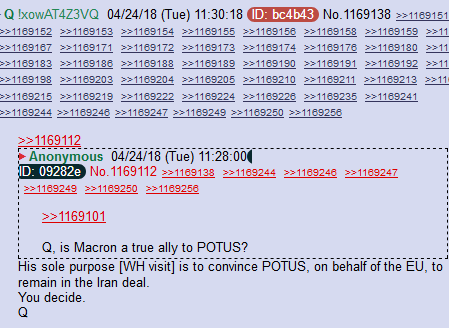 Q !xowAT4Z3VQ 04/24/18 (Tue) 11:30:18 ID: bc4b43 No.1169138 >>1169151
>>1169152 >>1169153 >>1169154 >>1169155 >>1169156 >>1169158
>>1169166 >>1169173 >>1169174 >>1169175 >>1169176 >>1169180 >>
>>1169183 >>1169186 >>1169188 >>1169189 >>1169190 >>1169191 >>1169192
>>1169198 >>1169203 >>1169204 >>1169210 >>1169211 >>1169213 >>
>>1169215 >>1169219 >>1169222 >>1169224 >>1169226 >>1169235 >>1169241
>>1169244 >>1169246 >>1169247 >>1169249 >>1169250 >>1169256
>>1169112
Anonymous 04/24/18 (Tue) 11:28:00
ID: 09282e No.1169112 >>1169138 >>1169244 >>1169246 >>1169247
>>1169249 >>1169250 >>1169256
>>1169101
Q, is Macron a true ally to POTUS?
His sole purpose [WH visit] is to convince POTUS, on behalf of the EU, to
remain in the Iran deal.
You decide.
Q